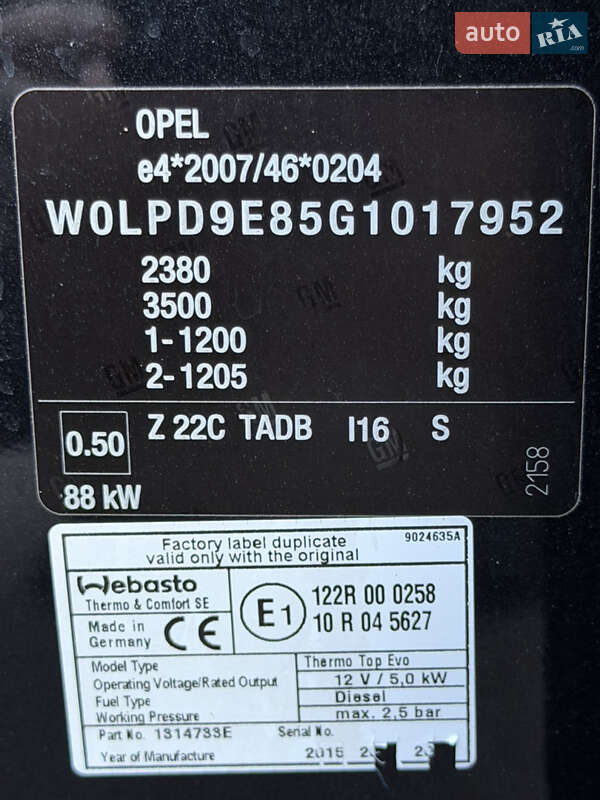 auto RIA.com
OPEL
e4*2007/46*0204
W0LPD9E85G1017952
2380 kg
3500 kg
1-1200 kg
2-1205 kg
0.50 Z 22C TADB I16 S
88 kW
2158
Factory label duplicate 9024635A
valid only with the original
Webasto
Thermo & Comfort SE
Made in Germany CE
E1
122R 00 0258
10 R 04 5627
Model Type Thermo Top Evo
Operating Voltage/Rated Output 12 V / 5,0 kW
Fuel Type Diesel
Working Pressure max. 2,5 bar
Part No. 1314733E Serial No.
Year of Manufacture 2015